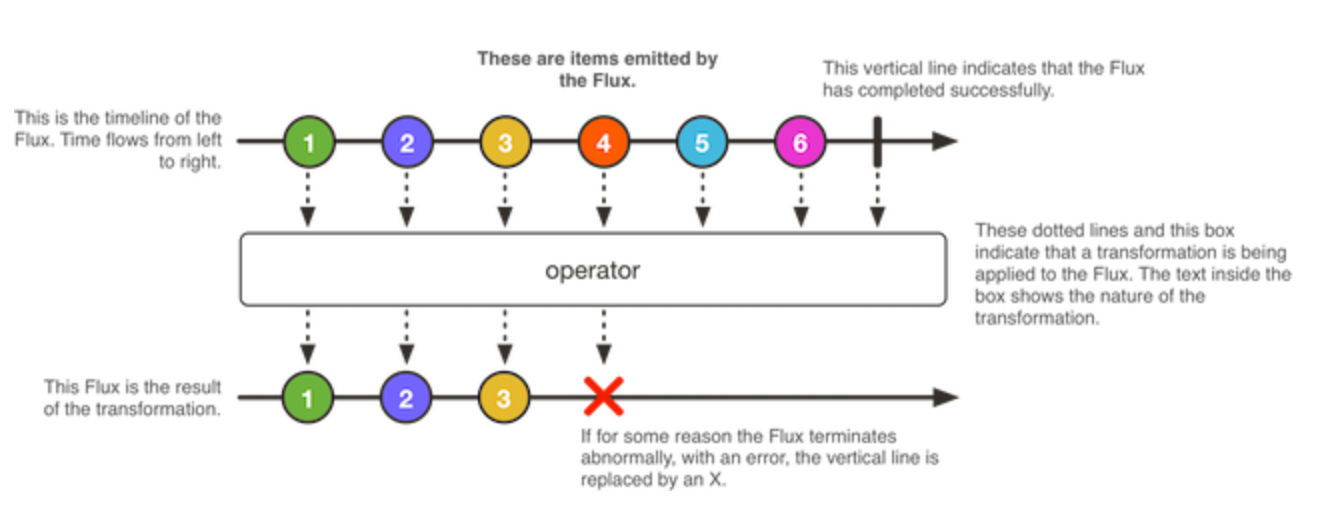 These are items emitted by
the Flux.
This vertical line indicates that the Flux
has completed successfully.
This is the timeline of the
Flux. Time flows from left
to right.
1 2 3 4 5 6
These dotted lines and this box
indicate that a transformation is being
applied to the Flux. The text inside the
box shows the nature of the
transformation.
operator
This Flux is the result
of the transformation.
1 2 3
If for some reason the Flux terminates
abnormally, with an error, the vertical line is
replaced by an X.